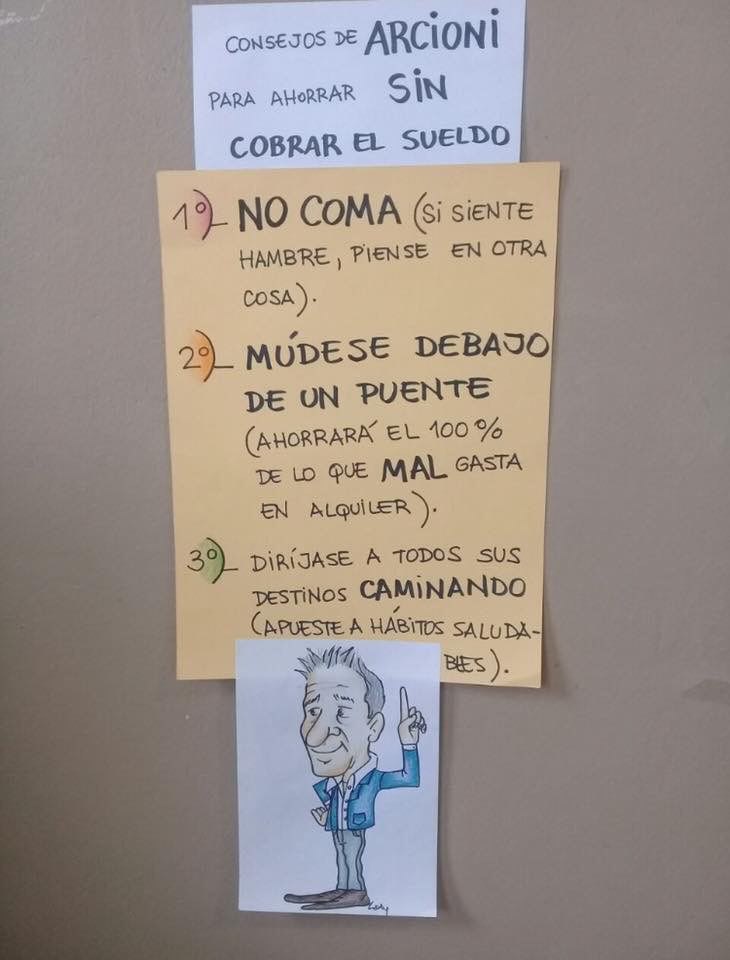 CONSEJOS DE ARCIONI
PARA AHORRAR SIN
COBRAR EL SUELDO
1º)_ NO COMA (SI SIENTE
HAMBRE, PIENSE EN OTRA
COSA).
2º)_ MÚDESE DEBAJO
DE UN PUENTE
(AHORRARÁ EL 100%
DE LO QUE MAL GASTA
EN ALQUILER).
3º)_ DIRÍJASE A TODOS SUS
DESTINOS CAMINANDO
(APUESTE A HÁBITOS SALUDA-
BLES).